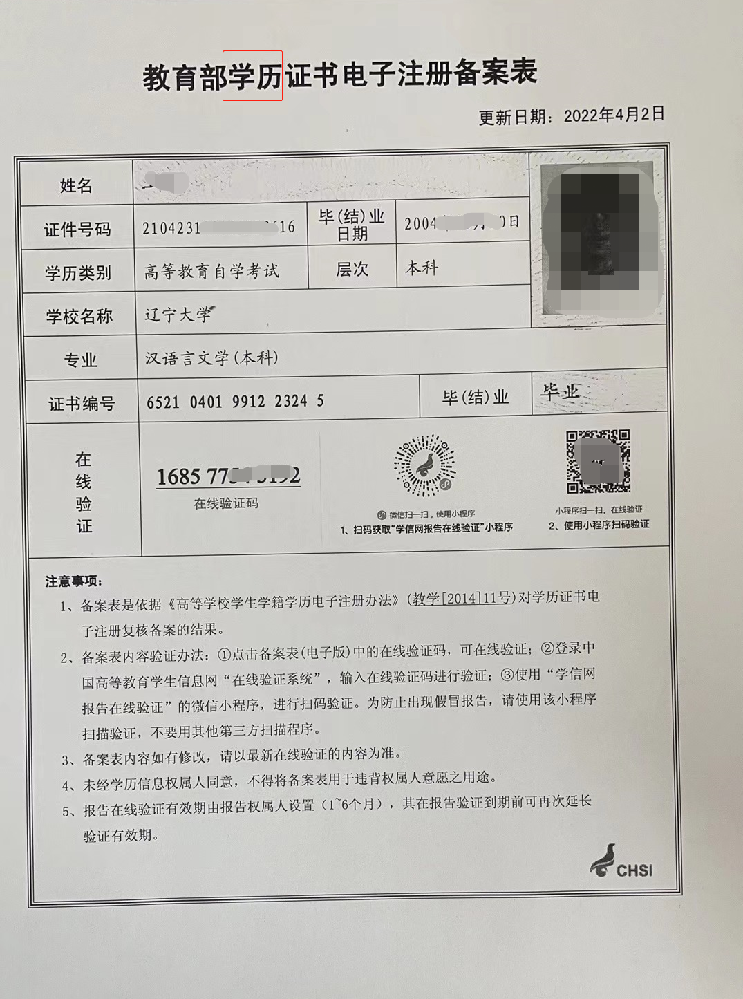 教育部学历证书电子注册备案表
更新日期：2022年4月2日
姓名
证件号码 2104231 616 毕(结)业日期 2004 0日
学历类别 高等教育自学考试 层次 本科
学校名称 辽宁大学
专业 汉语言文学(本科)
证书编号 6521 0401 9912 2324 5 毕(结)业 毕业
在线验证
1685 77
在线验证码
微信扫一扫，使用小程序
1、扫码获取“学信网报告在线验证”小程序
小程序扫一扫，在线验证
2、使用小程序扫码验证
注意事项：
1、备案表是依据《高等学校学生学籍学历电子注册办法》(教学[2014]11号)对学历证书电
子注册复核备案的结果。
2、备案表内容验证办法：①点击备案表(电子版)中的在线验证码，可在线验证；②登录中
国高等教育学生信息网“在线验证系统”，输入在线验证码进行验证；③使用“学信网
报告在线验证”的微信小程序，进行扫码验证。为防止出现假冒报告，请使用该小程序
扫描验证，不要用其他第三方扫描程序。
3、备案表内容如有修改，请以最新在线验证的内容为准。
4、未经学历信息权属人同意，不得将备案表用于违背权属人意愿之用途。
5、报告在线验证有效期由报告权属人设置（1~6个月），其在报告验证到期前可再次延长
验证有效期。
CHSI